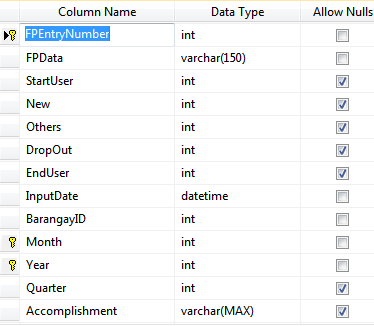 Column Name Data Type Allow Nulls
FPEntryNumber int
FPData varchar(150)
StartUser int
New int
Others int
DropOut int
EndUser int
InputDate datetime
BarangayID int
Month int
Year int
Quarter int
Accomplishment varchar(MAX)